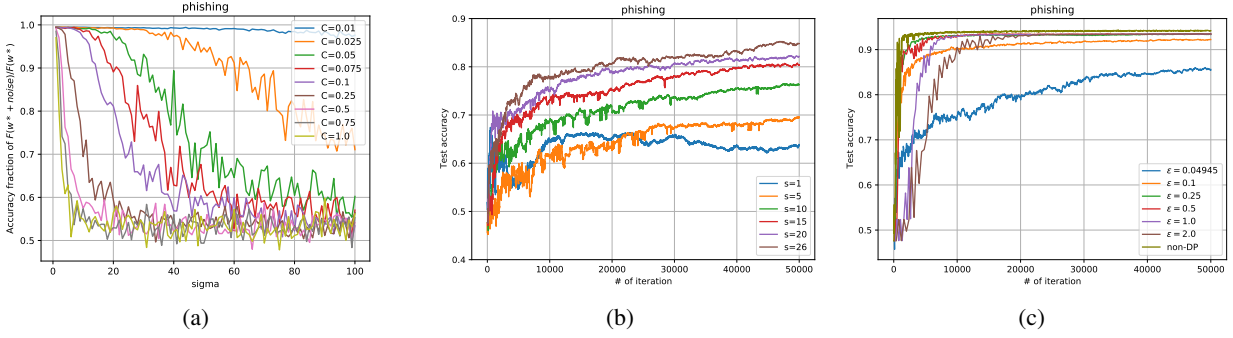 phishing
Accuracy fraction of F(w* + noise)/F(w*)
1.0
0.9
0.8
0.7
0.6
0.5
0
20
40
60
80
100
sigma
C=0.01
C=0.025
C=0.05
C=0.075
C=0.1
C=0.25
C=0.5
C=0.75
C=1.0
(a)
phishing
Test accuracy
0.9
0.8
0.7
0.6
0.5
0.4
0
10000
20000
30000
40000
50000
# of iteration
s=1
s=5
s=10
s=15
s=20
s=26
(b)
phishing
Test accuracy
0.9
0.8
0.7
0.6
0.5
0
10000
20000
30000
40000
50000
# of iteration
ε = 0.04945
ε = 0.1
ε = 0.25
ε = 0.5
ε = 1.0
ε = 2.0
non-DP
(c)